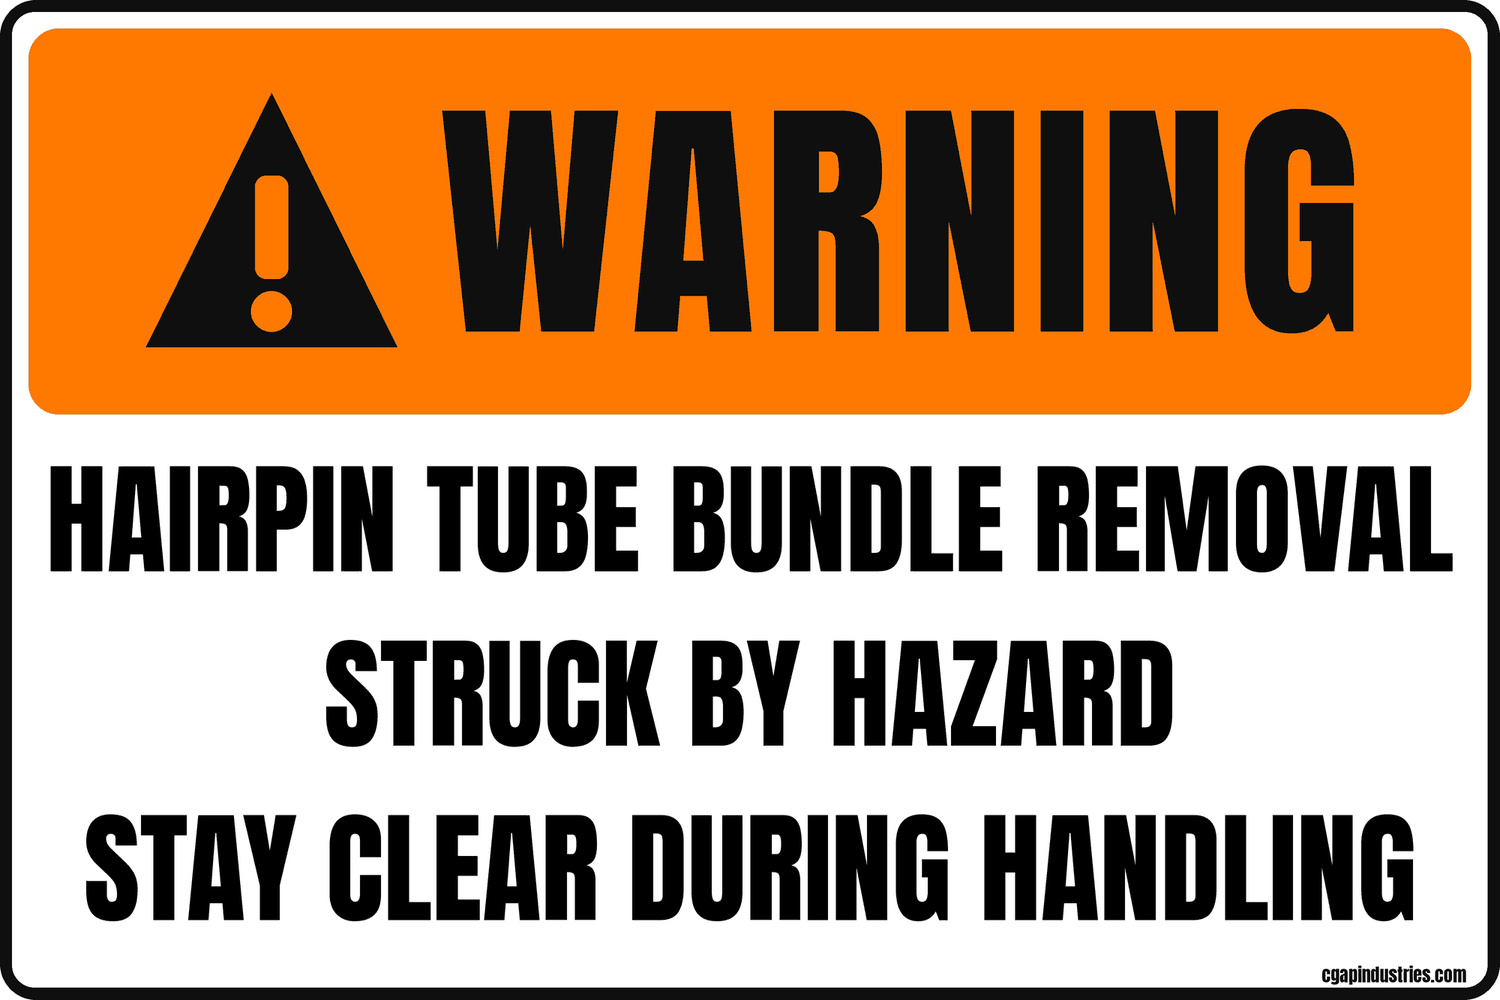 WARNING
HAIRPIN TUBE BUNDLE REMOVAL
STRUCK BY HAZARD
STAY CLEAR DURING HANDLING
cgapindustries.com